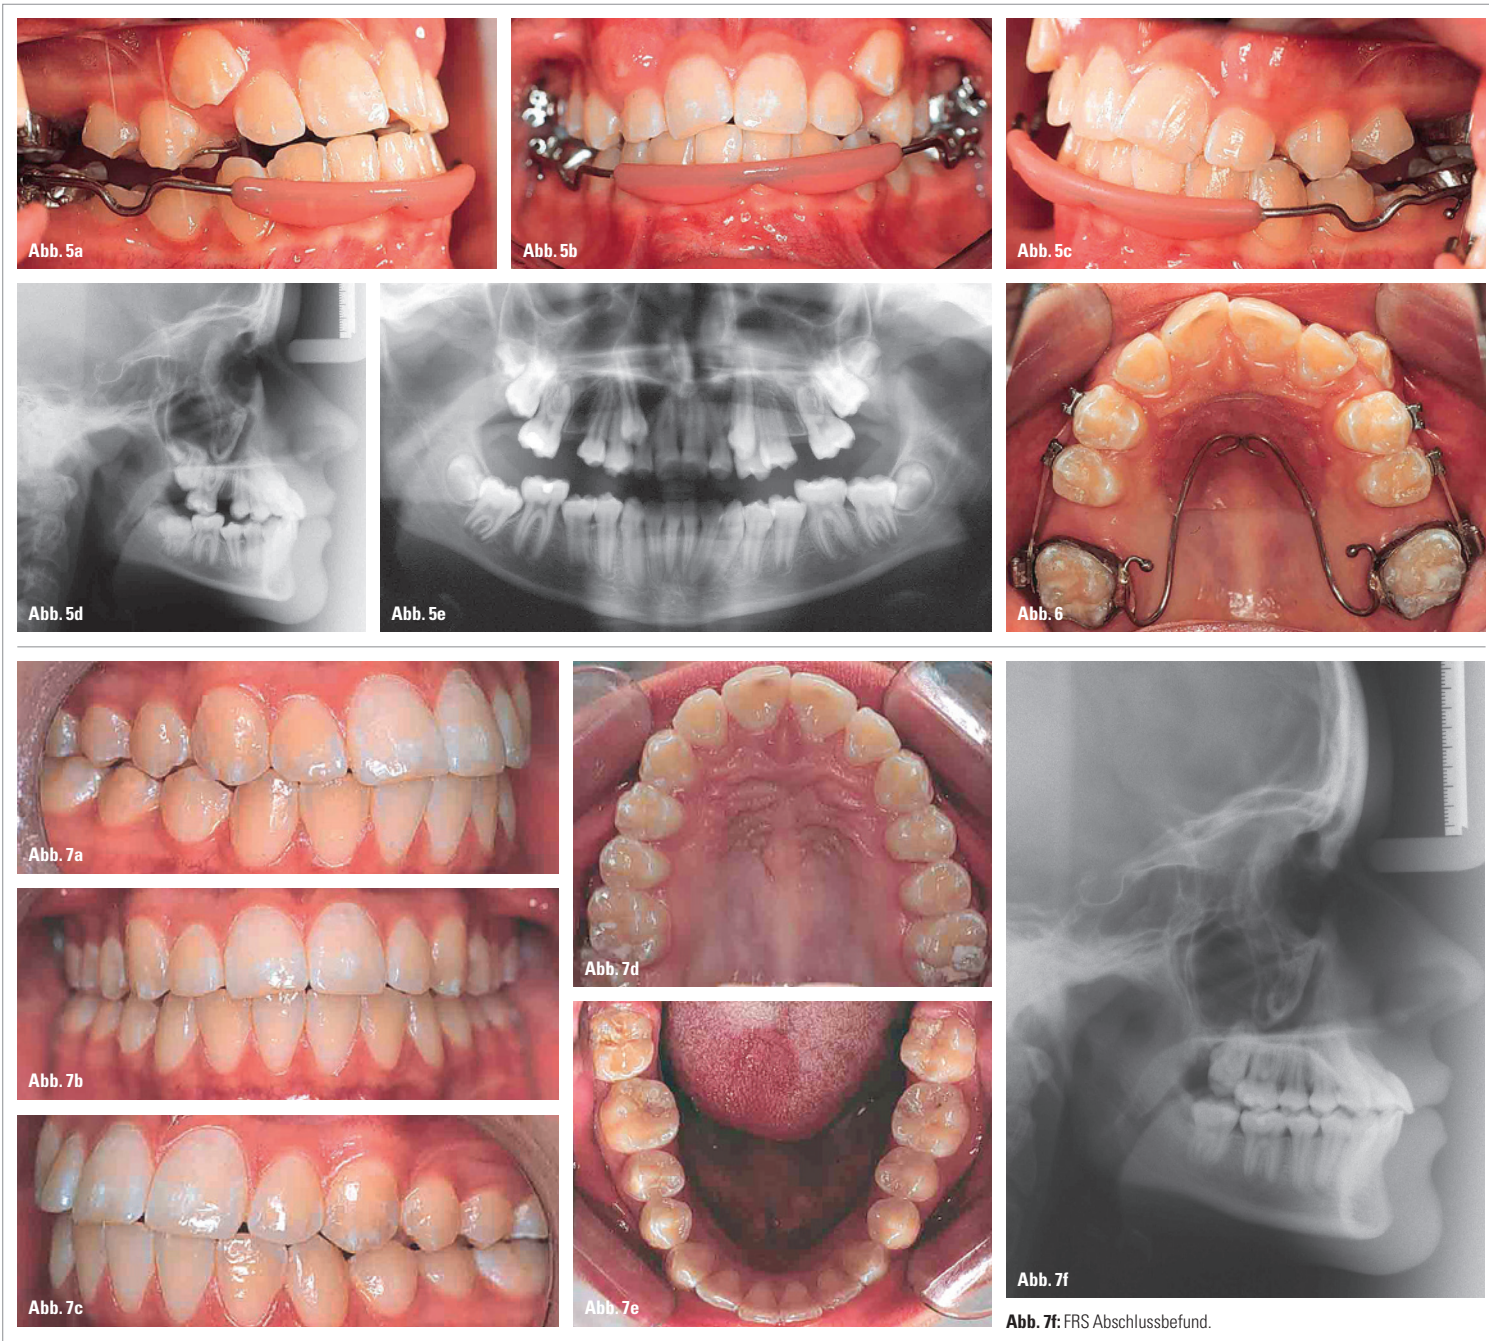 Abb. 5a
Abb. 5b
Abb. 5c
Abb. 5d
Abb. 5e
Abb. 6
Abb. 7a
Abb. 7b
Abb. 7c
Abb. 7d
Abb. 7e
Abb. 7f
Abb. 7f: FRS Abschlussbefund.